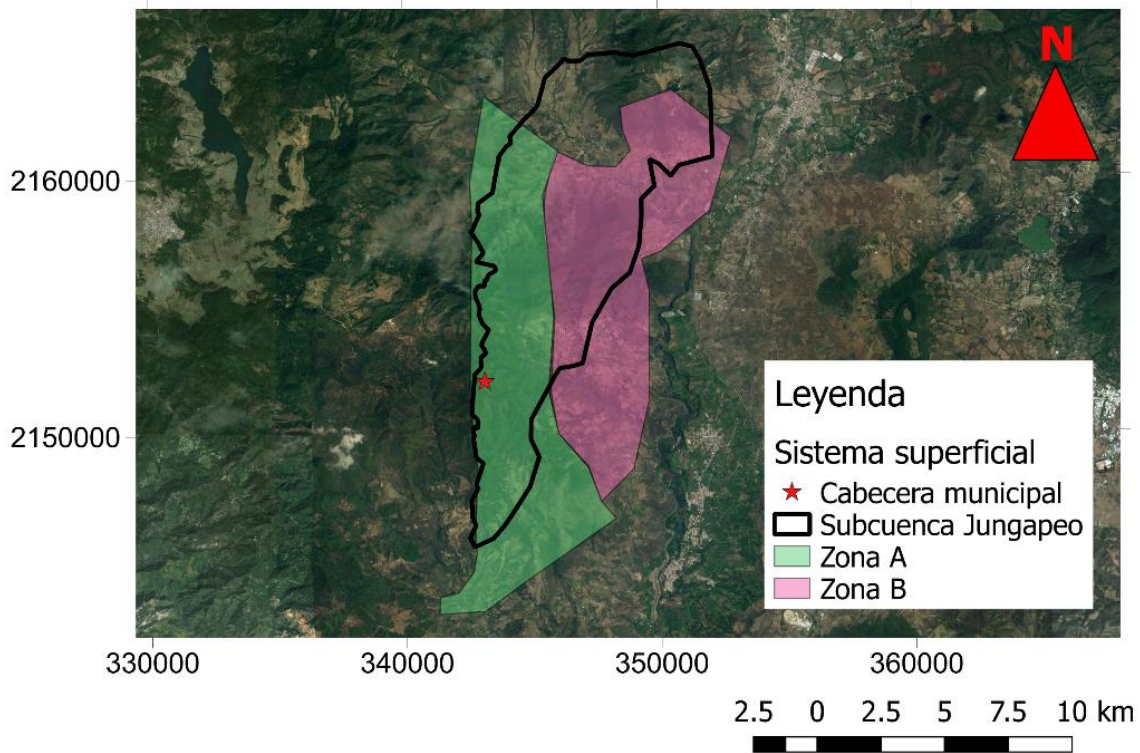 N
2160000
2150000
Leyenda
Sistema superficial
Cabecera municipal
Subcuenca Jungapeo
Zona A
Zona B
330000 340000 350000 360000
2.5 0 2.5 5 7.5 10 km